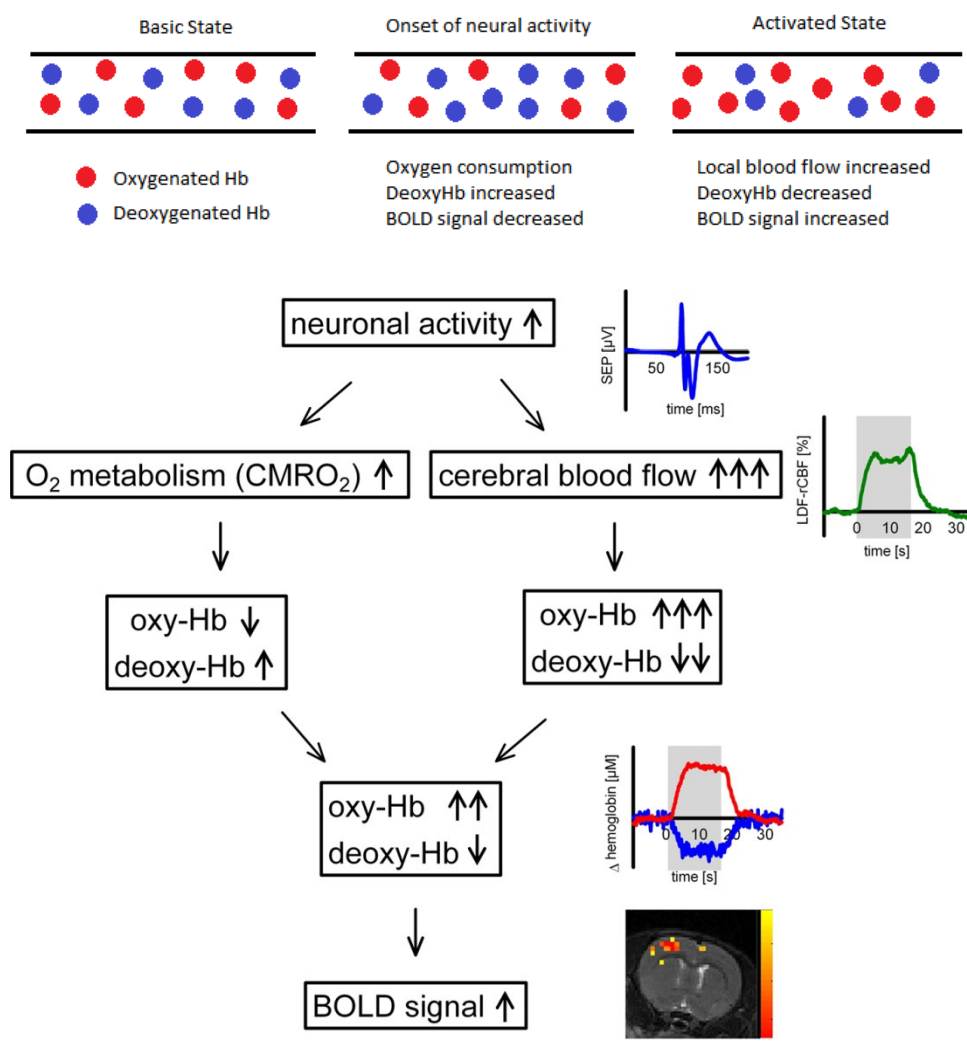 Basic State
Onset of neural activity
Activated State
Oxygenated Hb
Deoxygenated Hb
Oxygen consumption
DeoxyHb increased
BOLD signal decreased
Local blood flow increased
DeoxyHb decreased
BOLD signal increased
neuronal activity ↑
SEP [µV]
50 150
time [ms]
O₂ metabolism (CMRO₂) ↑
cerebral blood flow ↑↑↑
LDF-rCBF [%]
0 10 20 30
time [s]
oxy-Hb ↓
deoxy-Hb ↑
oxy-Hb ↑↑↑
deoxy-Hb ↓↓
oxy-Hb ↑↑
deoxy-Hb ↓
Δ hemoglobin [µM]
0 10 20 30
time [s]
BOLD signal ↑